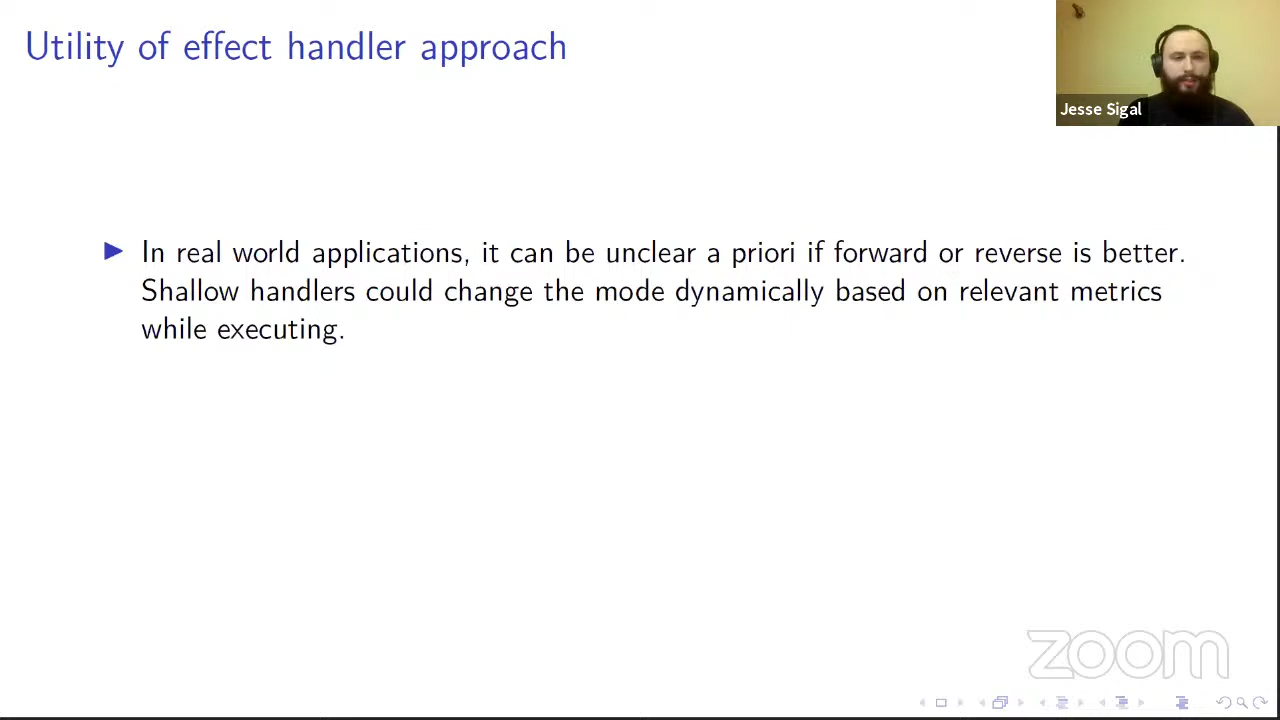 Utility of effect handler approach
Jesse Sigal
In real world applications, it can be unclear a priori if forward or reverse is better.
Shallow handlers could change the mode dynamically based on relevant metrics
while executing.
zoom